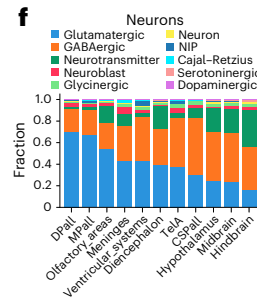 f
Neurons
Glutamatergic
GABAergic
Neurotransmitter
Neuroblast
Glycinergic
Neuron
NIP
Cajal–Retzius
Serotoninergic
Dopaminergic
Fraction
1.0
0.8
0.6
0.4
0.2
0
DPall
MPall
Olfactory areas
Meninges
Ventricular systems
Diencephalon
TelA
CSPall
Hypothalamus
Midbrain
Hindbrain